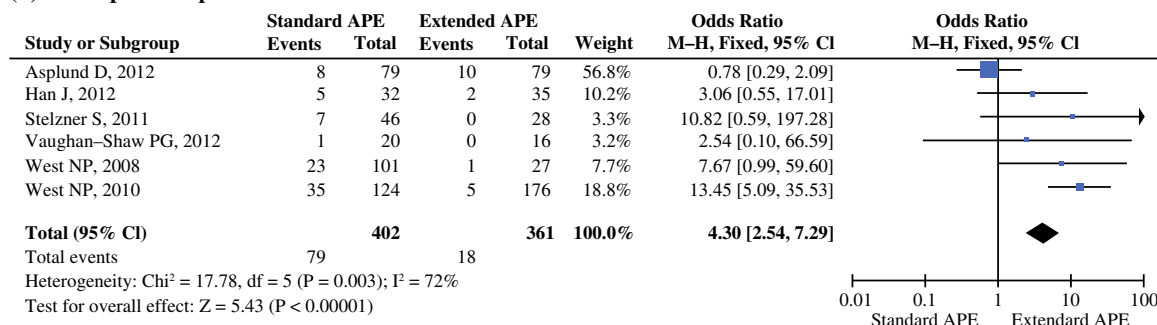 Standard APE Extended APE Odds Ratio Odds Ratio
Study or Subgroup Events Total Events Total Weight M–H, Fixed, 95% CI M–H, Fixed, 95% CI
Asplund D, 2012 8 79 10 79 56.8% 0.78 [0.29, 2.09]
Han J, 2012 5 32 2 35 10.2% 3.06 [0.55, 17.01]
Stelzner S, 2011 7 46 0 28 3.3% 10.82 [0.59, 197.28]
Vaughan–Shaw PG, 2012 1 20 0 16 3.2% 2.54 [0.10, 66.59]
West NP, 2008 23 101 1 27 7.7% 7.67 [0.99, 59.60]
West NP, 2010 35 124 5 176 18.8% 13.45 [5.09, 35.53]
Total (95% CI) 402 361 100.0% 4.30 [2.54, 7.29]
Total events 79 18
Heterogeneity: Chi² = 17.78, df = 5 (P = 0.003); I² = 72%
Test for overall effect: Z = 5.43 (P < 0.00001)
0.01 0.1 1 10 100
Standard APE Extendard APE